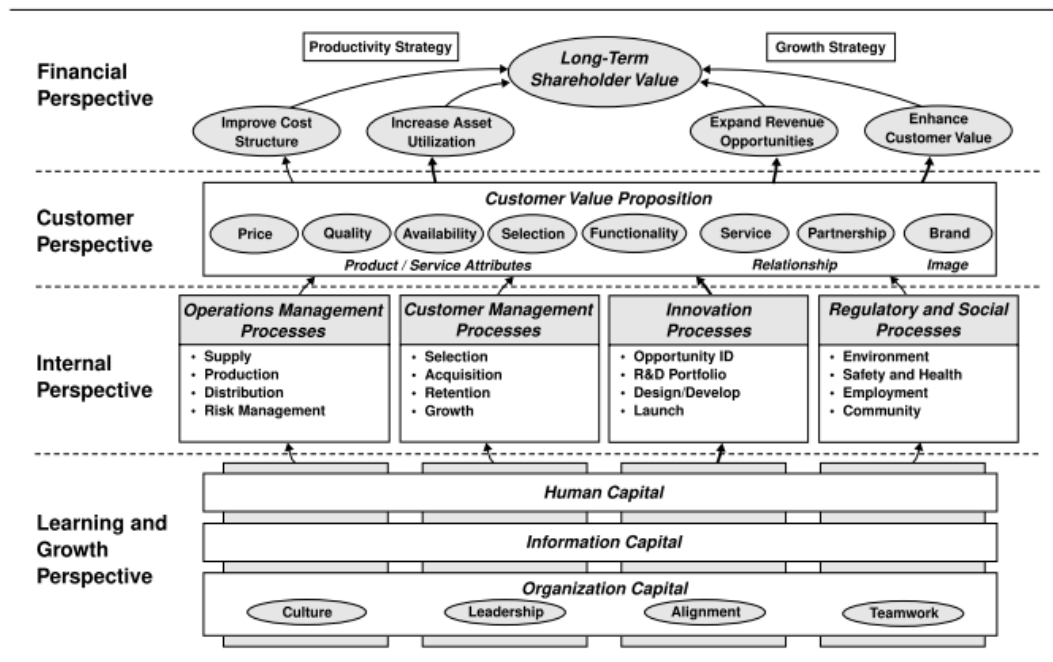 Financial
Perspective
Productivity Strategy
Long-Term
Shareholder Value
Growth Strategy
Improve Cost
Structure
Increase Asset
Utilization
Expand Revenue
Opportunities
Enhance
Customer Value
Customer
Perspective
Customer Value Proposition
Price
Quality
Availability
Selection
Functionality
Service
Partnership
Brand
Product / Service Attributes
Relationship
Image
Internal
Perspective
Operations Management
Processes
• Supply
• Production
• Distribution
• Risk Management
Customer Management
Processes
• Selection
• Acquisition
• Retention
• Growth
Innovation
Processes
• Opportunity ID
• R&D Portfolio
• Design/Develop
• Launch
Regulatory and Social
Processes
• Environment
• Safety and Health
• Employment
• Community
Learning and
Growth
Perspective
Human Capital
Information Capital
Organization Capital
Culture
Leadership
Alignment
Teamwork